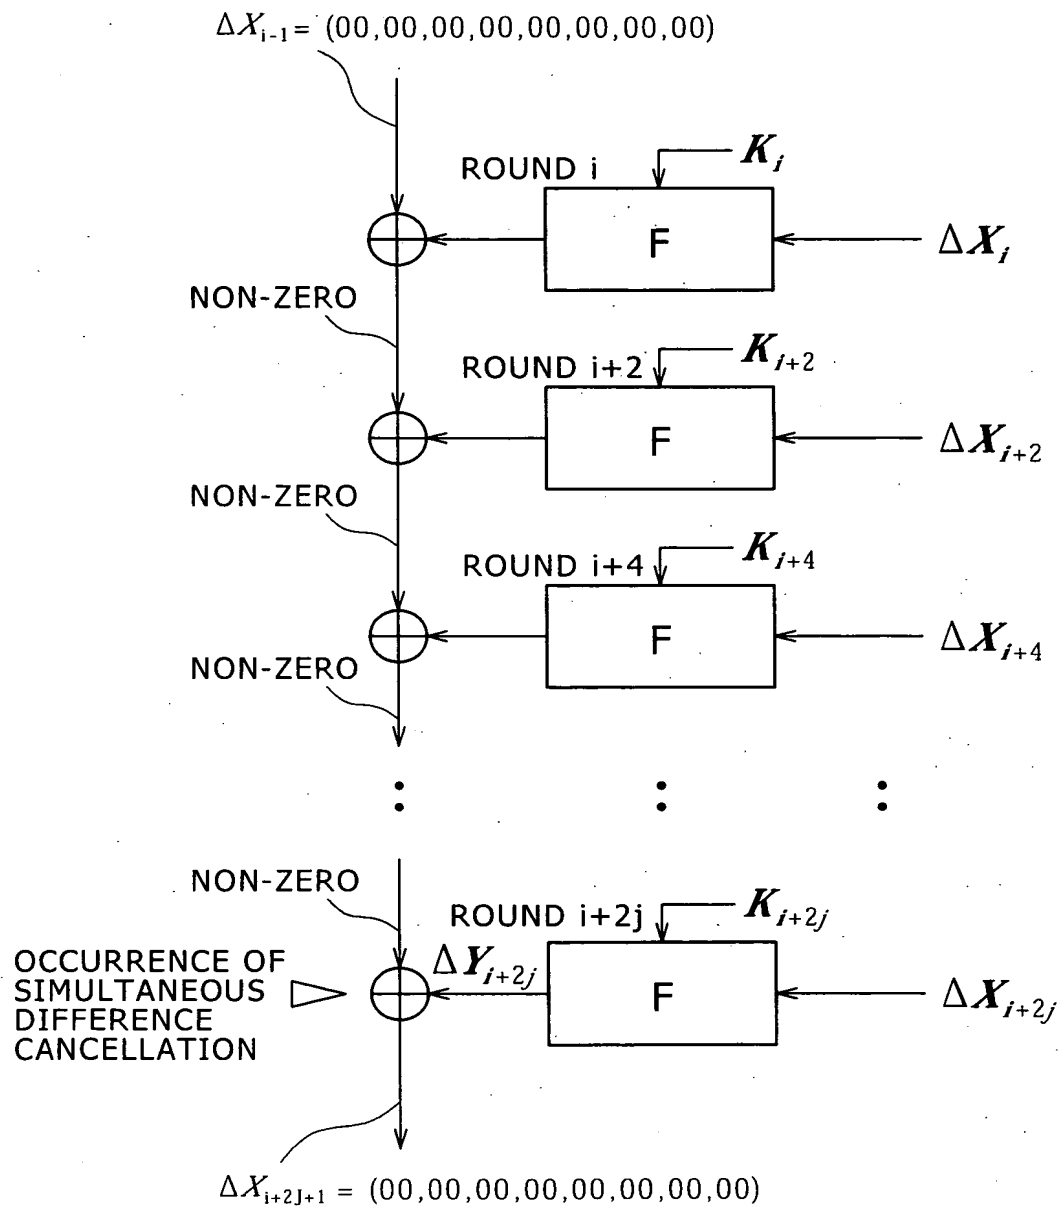 ΔX_{i-1} = (00,00,00,00,00,00,00,00)
K_i
ROUND i
F
ΔX_i
NON-ZERO
K_{i+2}
ROUND i+2
F
ΔX_{i+2}
NON-ZERO
K_{i+4}
ROUND i+4
F
ΔX_{i+4}
NON-ZERO
NON-ZERO
K_{i+2j}
ROUND i+2j
ΔY_{i+2j}
F
ΔX_{i+2j}
OCCURRENCE OF
SIMULTANEOUS
DIFFERENCE
CANCELLATION
ΔX_{i+2J+1} = (00,00,00,00,00,00,00,00)